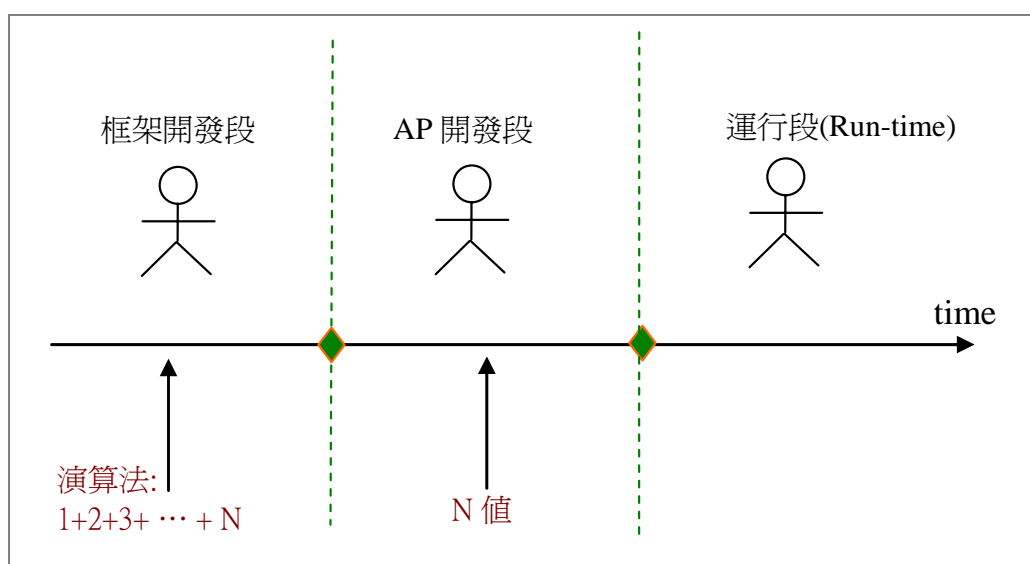 框架開發段
AP 開發段
運行段(Run-time)
time
演算法:
1+2+3+ … + N
N 值